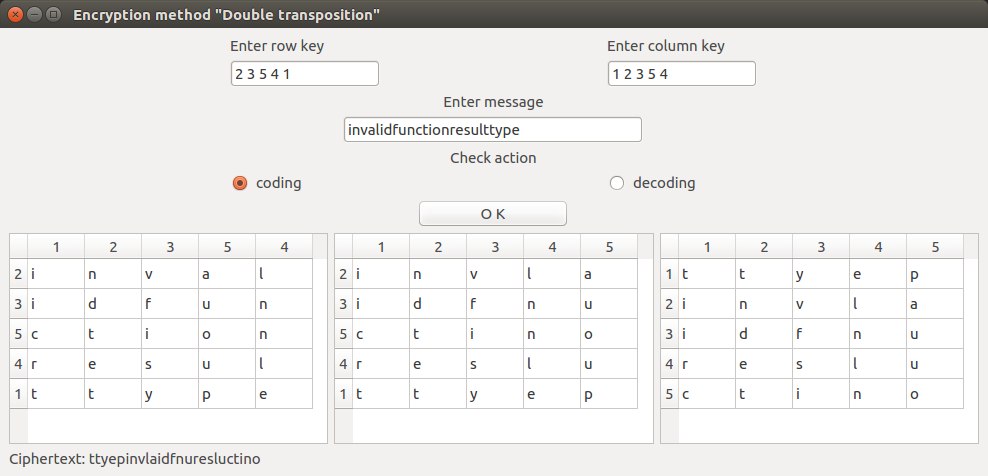 Encryption method "Double transposition"
Enter row key Enter column key
2 3 5 4 1 1 2 3 5 4
Enter message
invalidfunctionresulttype
Check action
coding decoding
O K
1 2 3 5 4 1 2 3 4 5 1 2 3 4 5
2 i n v a l 2 i n v l a 1 t t y e p
3 i d f u n 3 i d f n u 2 i n v l a
5 c t i o n 5 c t i n o 3 i d f n u
4 r e s u l 4 r e s l u 4 r e s l u
1 t t y p e 1 t t y e p 5 c t i n o
Ciphertext: ttyepinvlaidfnuresluctino